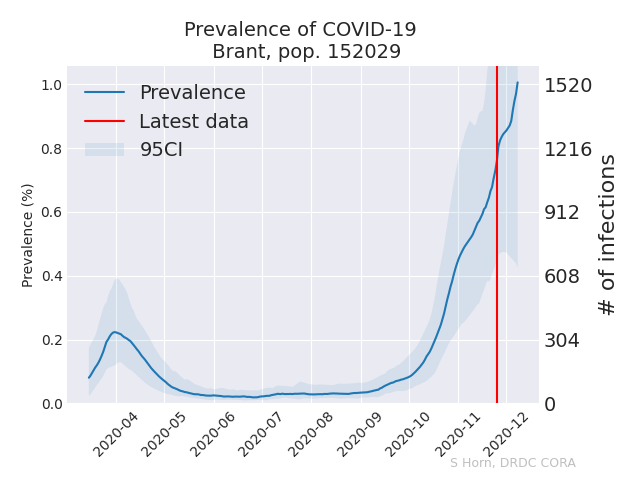 Prevalence of COVID-19
Brant, pop. 152029
Prevalence
Latest data
95CI
Prevalence (%)
1.0
0.8
0.6
0.4
0.2
0.0
1520
1216
912
608
304
0
# of infections
2020-04
2020-05
2020-06
2020-07
2020-08
2020-09
2020-10
2020-11
2020-12
S Horn, DRDC CORA